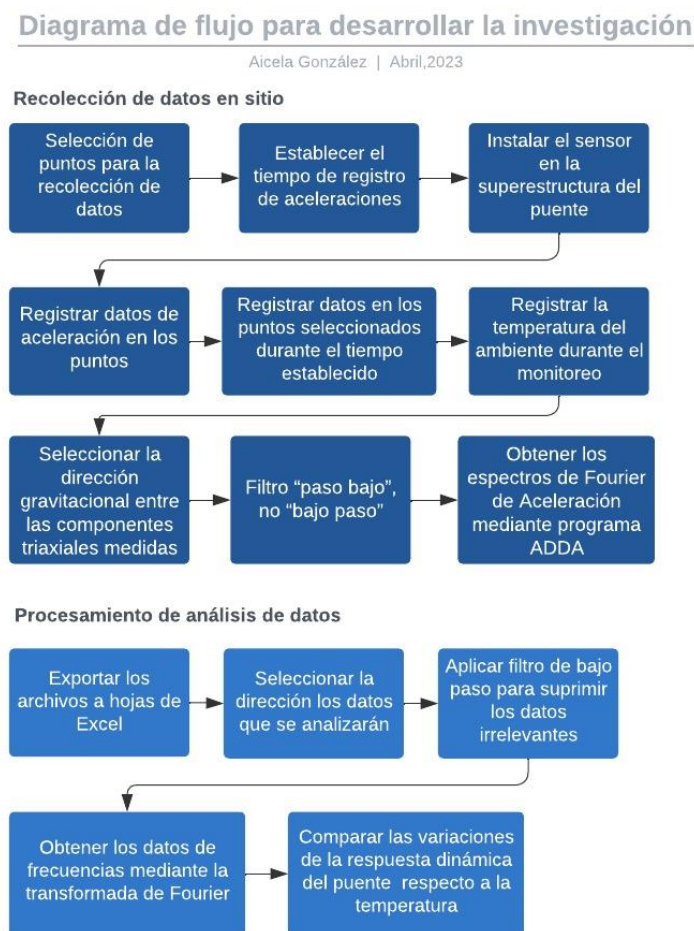 Diagrama de flujo para desarrollar la investigación
Aicela González | Abril,2023
Recolección de datos en sitio
Selección de
puntos para la
recolección de
datos
Establecer el
tiempo de registro
de aceleraciones
Instalar el sensor
en la
superestructura del
puente
Registrar datos de
aceleración en los
puntos
Registrar datos en los
puntos seleccionados
durante el tiempo
establecido
Registrar la
temperatura del
ambiente durante el
monitoreo
Seleccionar la
dirección
gravitacional entre
las componentes
triaxiales medidas
Filtro “paso bajo”,
no “bajo paso”
Obtener los
espectros de Fourier
de Aceleración
mediante programa
ADDA
Procesamiento de análisis de datos
Exportar los
archivos a hojas de
Excel
Seleccionar la
dirección los datos
que se analizarán
Aplicar filtro de bajo
paso para suprimir
los datos
irrelevantes
Obtener los datos de
frecuencias mediante la
transformada de Fourier
Comparar las variaciones
de la respuesta dinámica
del puente respecto a la
temperatura